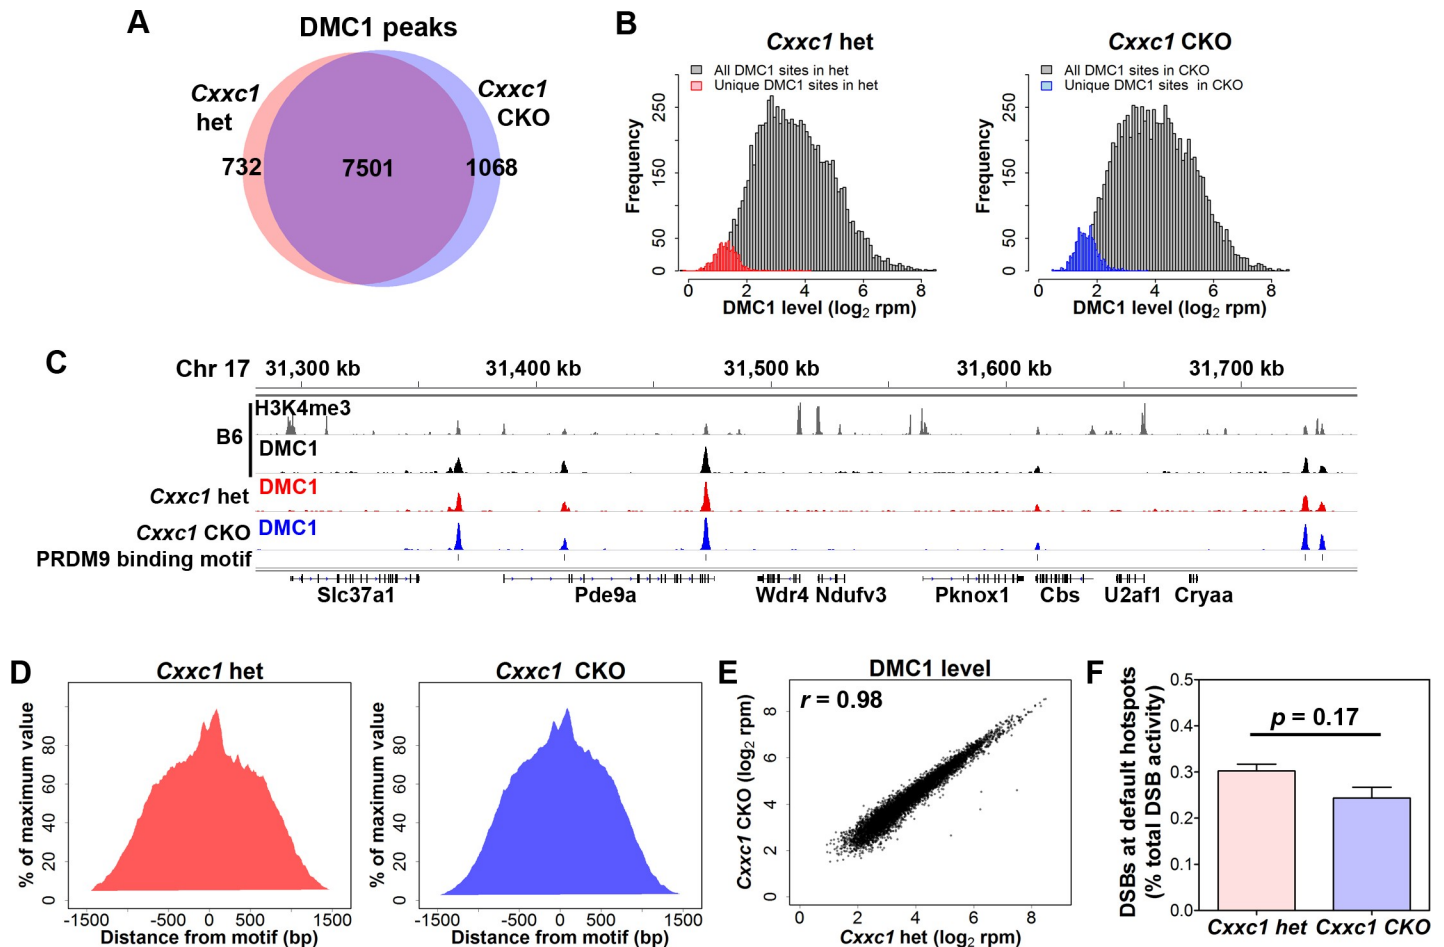 A
DMC1 peaks
Cxxc1
het
Cxxc1
CKO
732
7501
1068
B
Cxxc1 het
All DMC1 sites in het
Unique DMC1 sites in het
Frequency
250
150
50
0
0 2 4 6 8
DMC1 level (log2 rpm)
Cxxc1 CKO
All DMC1 sites in CKO
Unique DMC1 sites in CKO
Frequency
250
150
50
0
0 2 4 6 8
DMC1 level (log2 rpm)
C
Chr 17 31,300 kb 31,400 kb 31,500 kb 31,600 kb 31,700 kb
B6
H3K4me3
DMC1
Cxxc1 het DMC1
Cxxc1 CKO DMC1
PRDM9 binding motif
Slc37a1 Pde9a Wdr4 Ndufv3 Pknox1 Cbs U2af1 Cryaa
D
Cxxc1 het
% of maximum value
80
60
40
20
0
-1500 -500 0 500 1500
Distance from motif (bp)
Cxxc1 CKO
% of maximum value
80
60
40
20
0
-1500 -500 0 500 1500
Distance from motif (bp)
E
DMC1 level
r = 0.98
Cxxc1 CKO (log2 rpm)
8
6
4
2
0
0 2 4 6 8
Cxxc1 het (log2 rpm)
F
DSBs at default hotspots
(% total DSB activity)
0.5
0.4
0.3
0.2
0.1
0.0
p = 0.17
Cxxc1 het Cxxc1 CKO